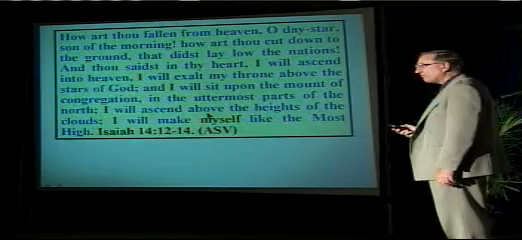 How art thou fallen from heaven, O day-star,
son of the morning! how art thou cut down to
the ground, that didst lay low the nations!
And thou saidst in thy heart, I will ascend
into heaven, I will exalt my throne above the
stars of God; and I will sit upon the mount of
congregation, in the uttermost parts of the
north; I will ascend above the heights of the
clouds; I will make myself like the Most
High. Isaiah 14:12-14. (ASV)